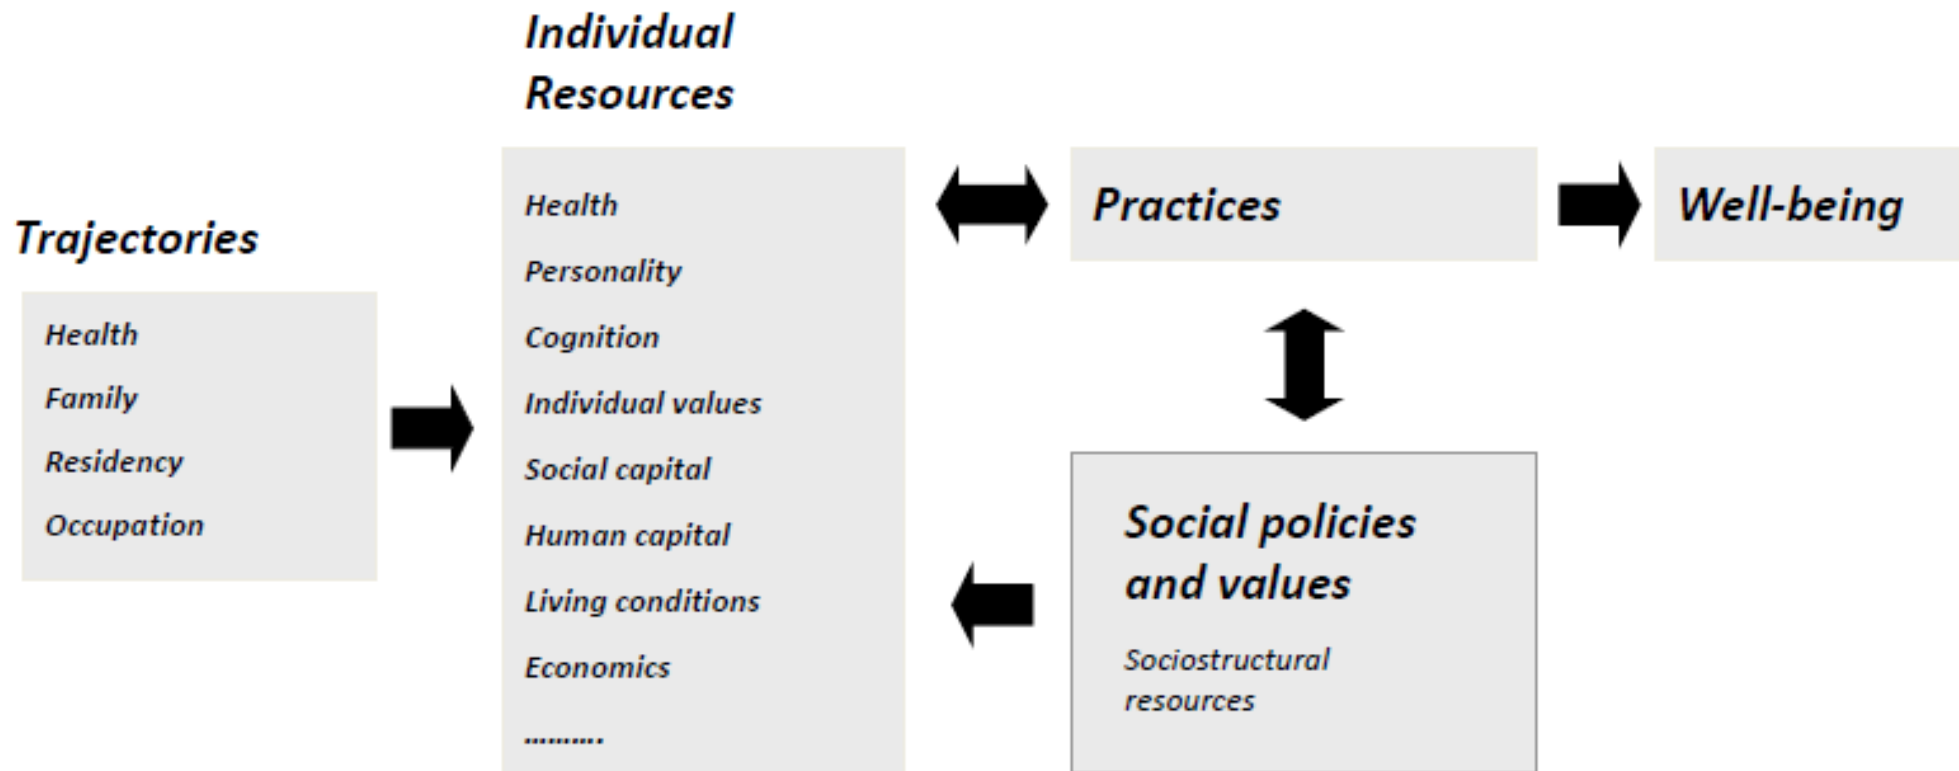 Trajectories
Health
Family
Residency
Occupation
Individual
Resources
Health
Personality
Cognition
Individual values
Social capital
Human capital
Living conditions
Economics
……….
Practices
Well-being
Social policies
and values
Sociostructural
resources